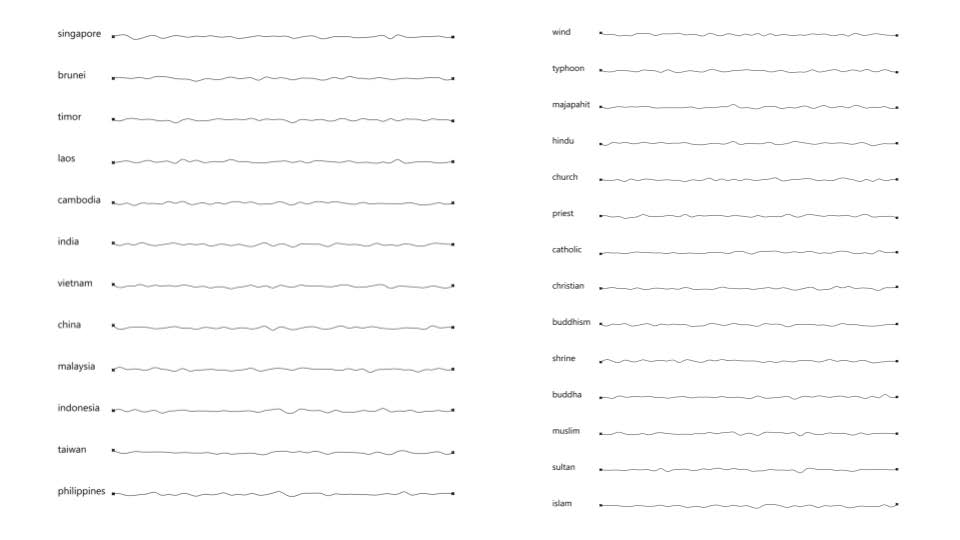 singapore
brunei
timor
laos
cambodia
india
vietnam
china
malaysia
indonesia
taiwan
philippines
wind
typhoon
majapahit
hindu
church
priest
catholic
christian
buddhism
shrine
buddha
muslim
sultan
islam